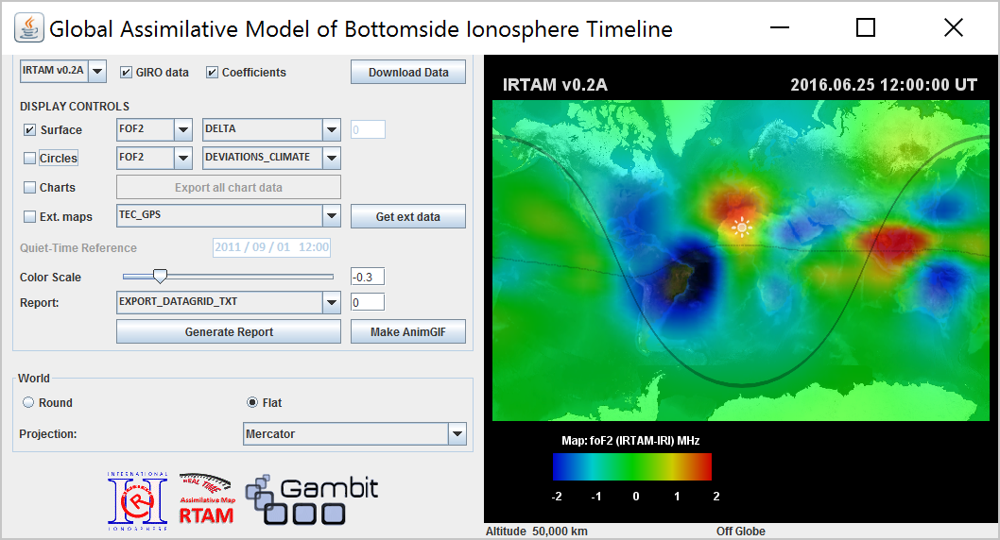 Global Assimilative Model of Bottomside Ionosphere Timeline
IRTAM v0.2A
GIRO data
Coefficients
Download Data
DISPLAY CONTROLS
Surface
FOF2
DELTA
0
Circles
FOF2
DEVIATIONS_CLIMATE
Charts
Export all chart data
Ext. maps
TEC_GPS
Get ext data
Quiet-Time Reference
2011 / 09 / 01 12:00
Color Scale
-0.3
Report:
EXPORT_DATAGRID_TXT
0
Generate Report
Make AnimGIF
World
Round
Flat
Projection:
Mercator
INTERNATIONAL
IRI
IONOSPHERE
REAL TIME
Assimilative Map
RTAM
Gambit
IRTAM v0.2A
2016.06.25 12:00:00 UT
Map: foF2 (IRTAM-IRI) MHz
-2 -1 0 1 2
Altitude 50,000 km
Off Globe